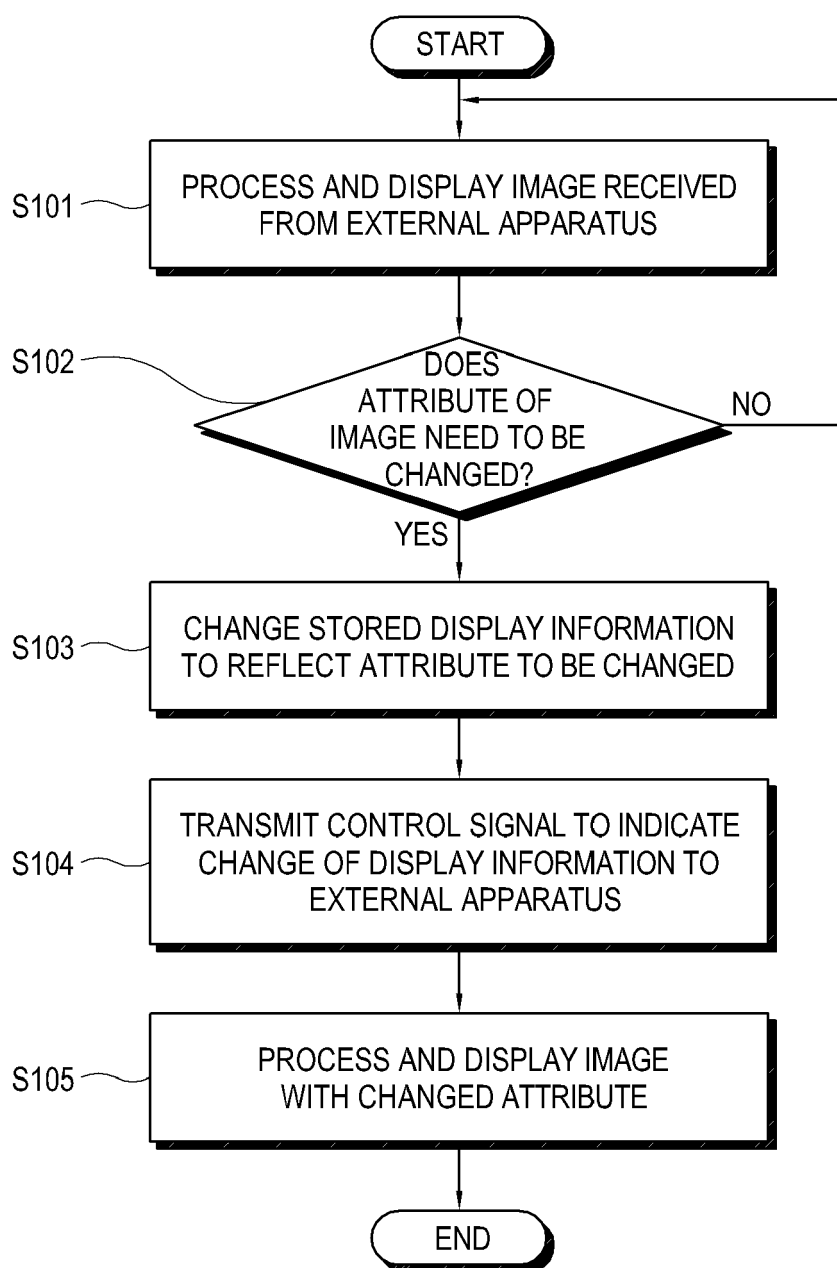 START
S101
PROCESS AND DISPLAY IMAGE RECEIVED
FROM EXTERNAL APPARATUS
S102
DOES
ATTRIBUTE OF
IMAGE NEED TO BE
CHANGED?
NO
YES
S103
CHANGE STORED DISPLAY INFORMATION
TO REFLECT ATTRIBUTE TO BE CHANGED
S104
TRANSMIT CONTROL SIGNAL TO INDICATE
CHANGE OF DISPLAY INFORMATION TO
EXTERNAL APPARATUS
S105
PROCESS AND DISPLAY IMAGE
WITH CHANGED ATTRIBUTE
END